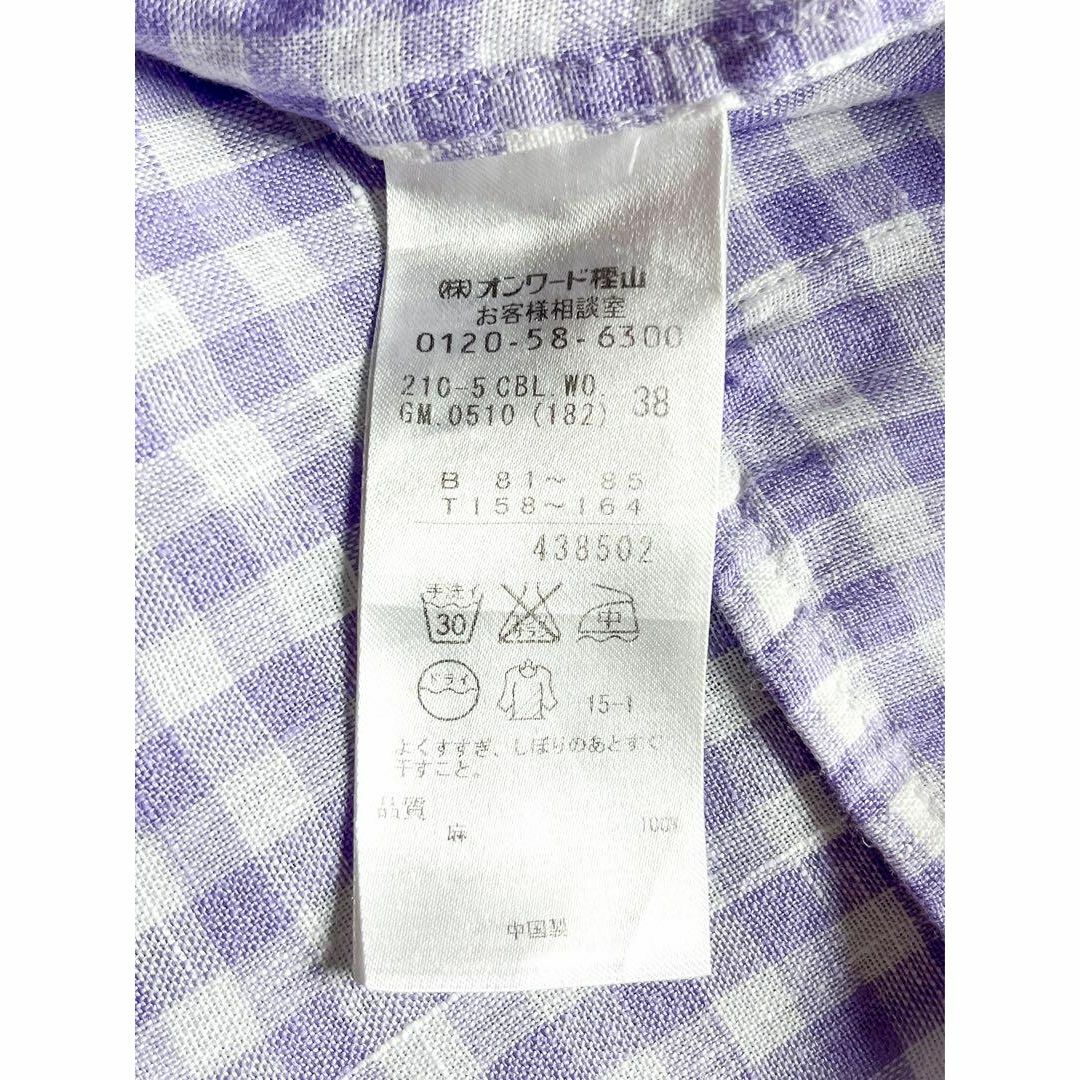 (株)オンワード樫山
お客様相談室
0120-58-6300
210-5 CBL.WO.
GM.0510 (182) 38
B 81〜 85
T158〜164
438502
手洗イ
30
エンソ
中
ドライ
15-1
よくすすぎ、しぼりのあとすぐ
干すこと。
品質
麻 100%
中国製